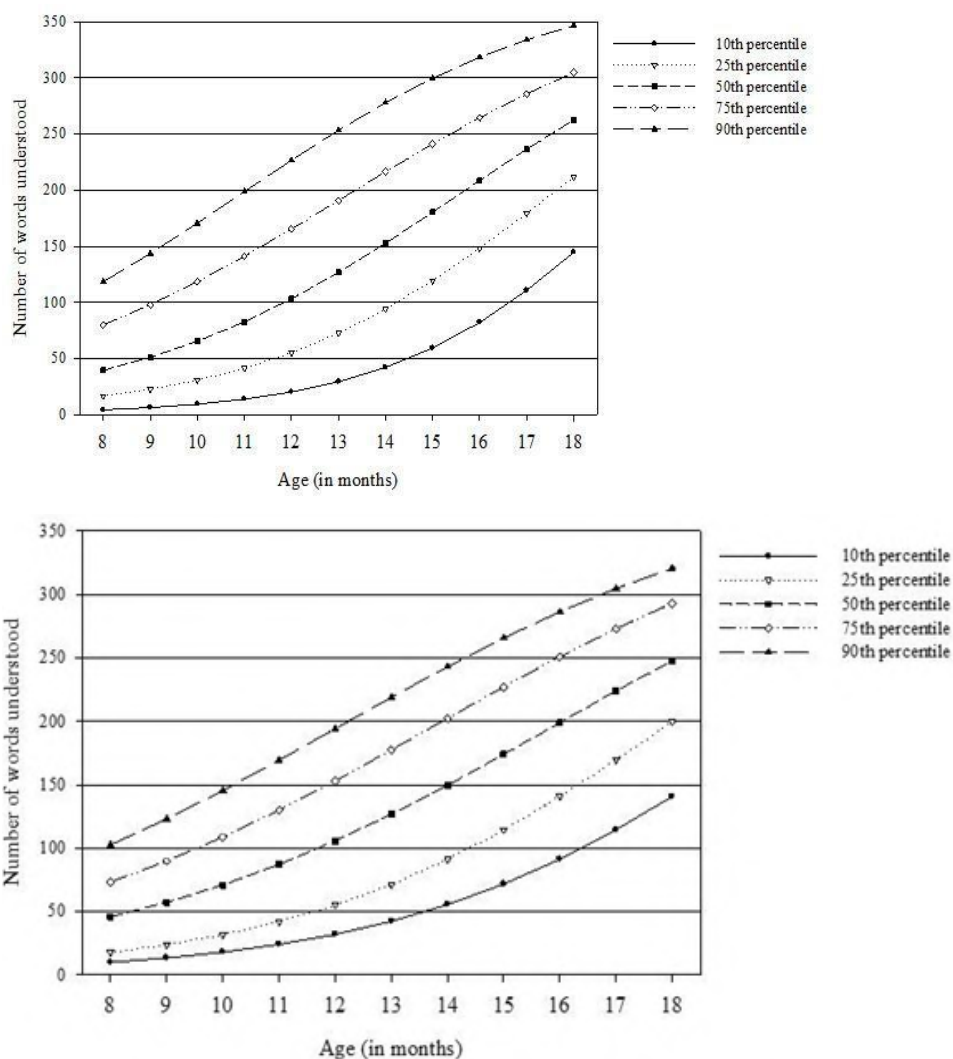 350
300
250
200
150
100
50
0
Number of words understood
8 9 10 11 12 13 14 15 16 17 18
Age (in months)
10th percentile
25th percentile
50th percentile
75th percentile
90th percentile
350
300
250
200
150
100
50
0
Number of words understood
8 9 10 11 12 13 14 15 16 17 18
Age (in months)
10th percentile
25th percentile
50th percentile
75th percentile
90th percentile